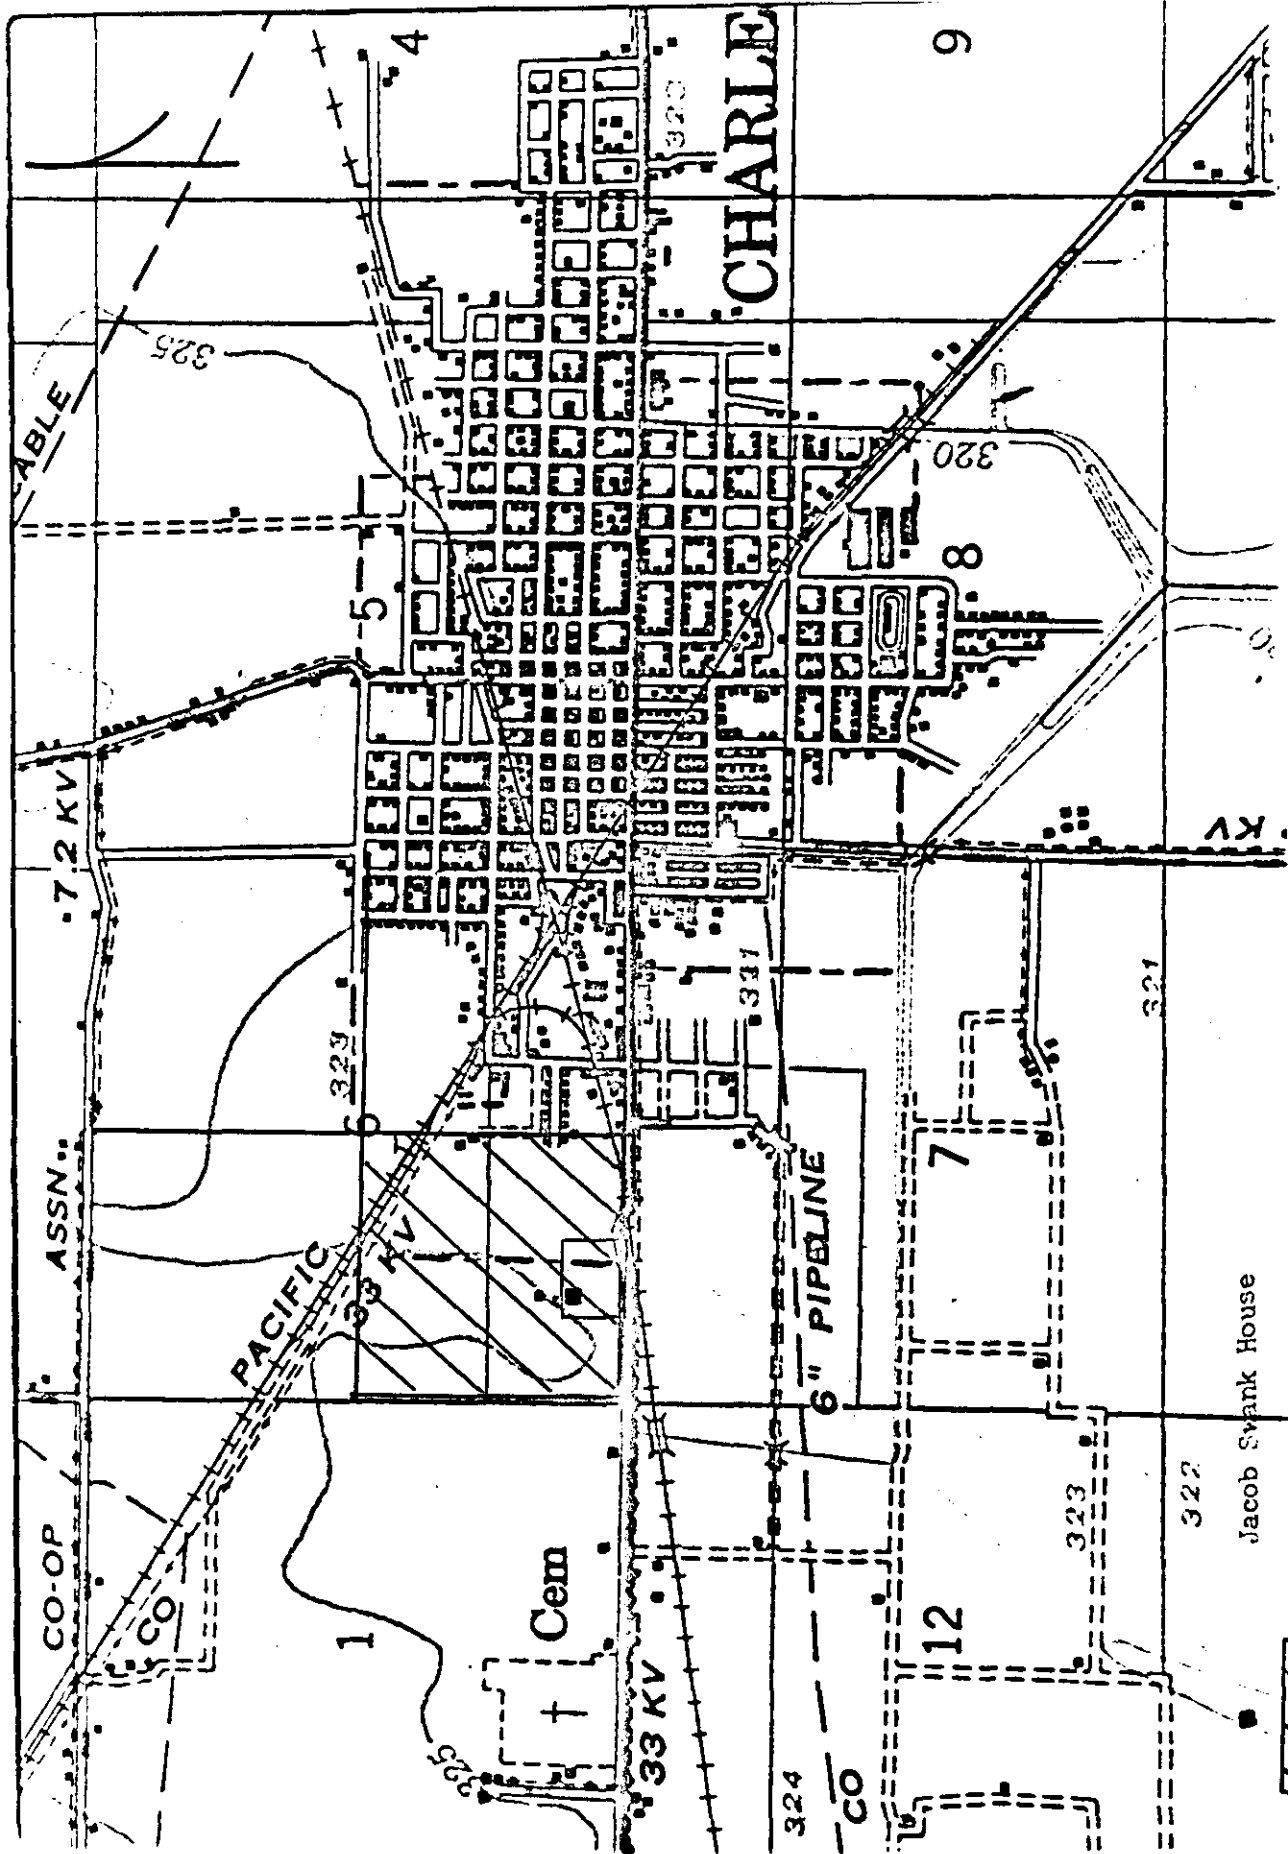 CABLE
4
9
CHARLE
320
325
5
8
320
7.2 KV
KV
323
6
331
321
ASSN.
PACIFIC
33 KV
7
6" PIPELINE
CO-OP
CO
1
Cem
12
323
322
325
33 KV
324
CO
Jacob Swank House